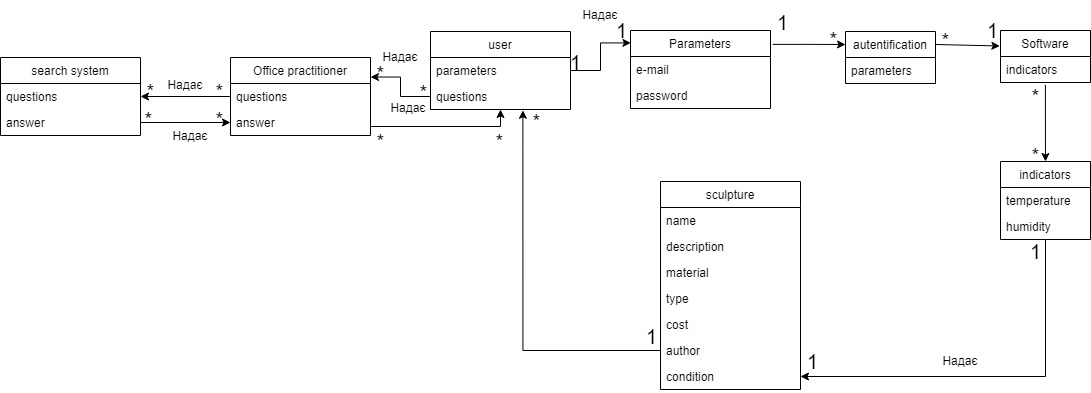 search system
questions
answer
Надає
*
*
*
*
Надає
Office practitioner
questions
answer
Надає
*
*
Надає
*
*
user
parameters
questions
1
*
Надає
1
Parameters
e-mail
password
1
*
autentification
parameters
*
1
Software
indicators
*
*
indicators
temperature
humidity
1
Надає
1
sculpture
name
description
material
type
cost
author
condition
1